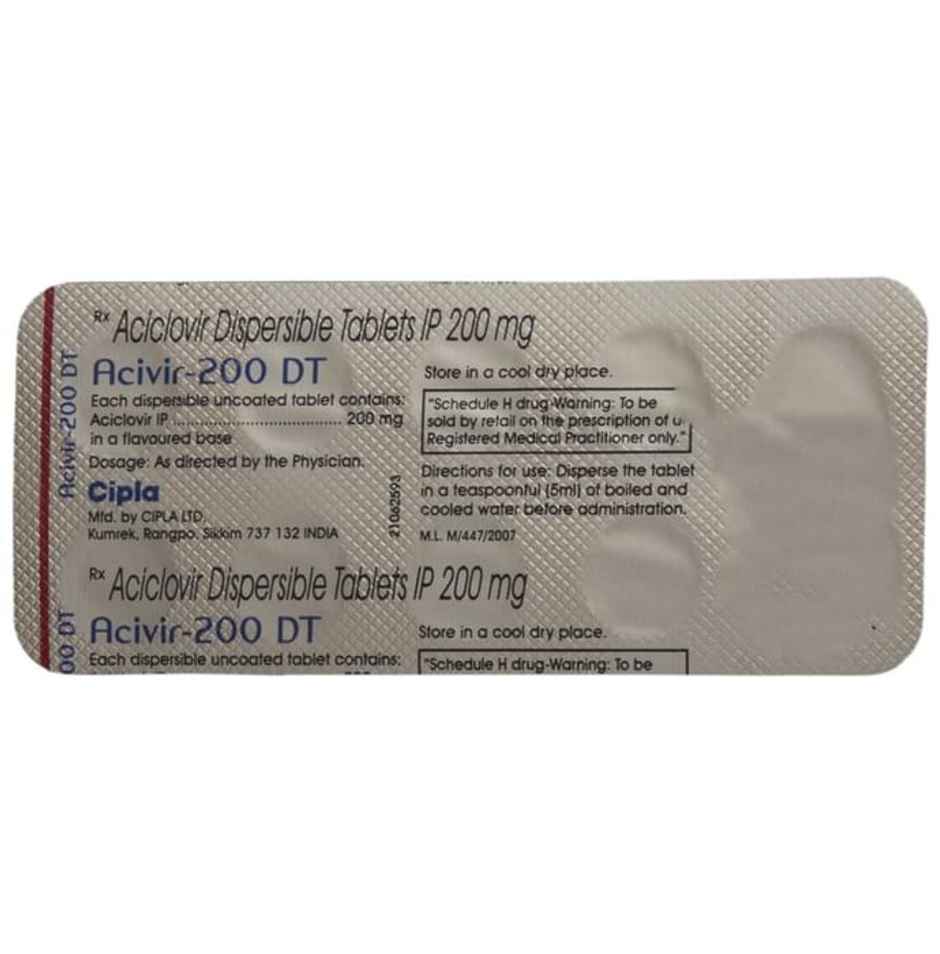 Rx Aciclovir Dispersible Tablets IP 200 mg
Acivir-200 DT
Each dispersible uncoated tablet contains:
Aciclovir IP ................................... 200 mg
in a flavoured base
Dosage: As directed by the Physician.
Cipla
Mfd. by CIPLA LTD.
Kumrek, Rangpo, Sikkim 737 132 INDIA
21062593
Store in a cool dry place.
"Schedule H drug-Warning: To be
sold by retail on the prescription of a
Registered Medical Practitioner only."
Directions for use: Disperse the tablet
in a teaspoonful (5ml) of boiled and
cooled water before administration.
M.L. M/447/2007
Acivir-200 DT
Rx Aciclovir Dispersible Tablets IP 200 mg
Acivir-200 DT
Each dispersible uncoated tablet contains:
Store in a cool dry place.
"Schedule H drug-Warning: To be
00 DT